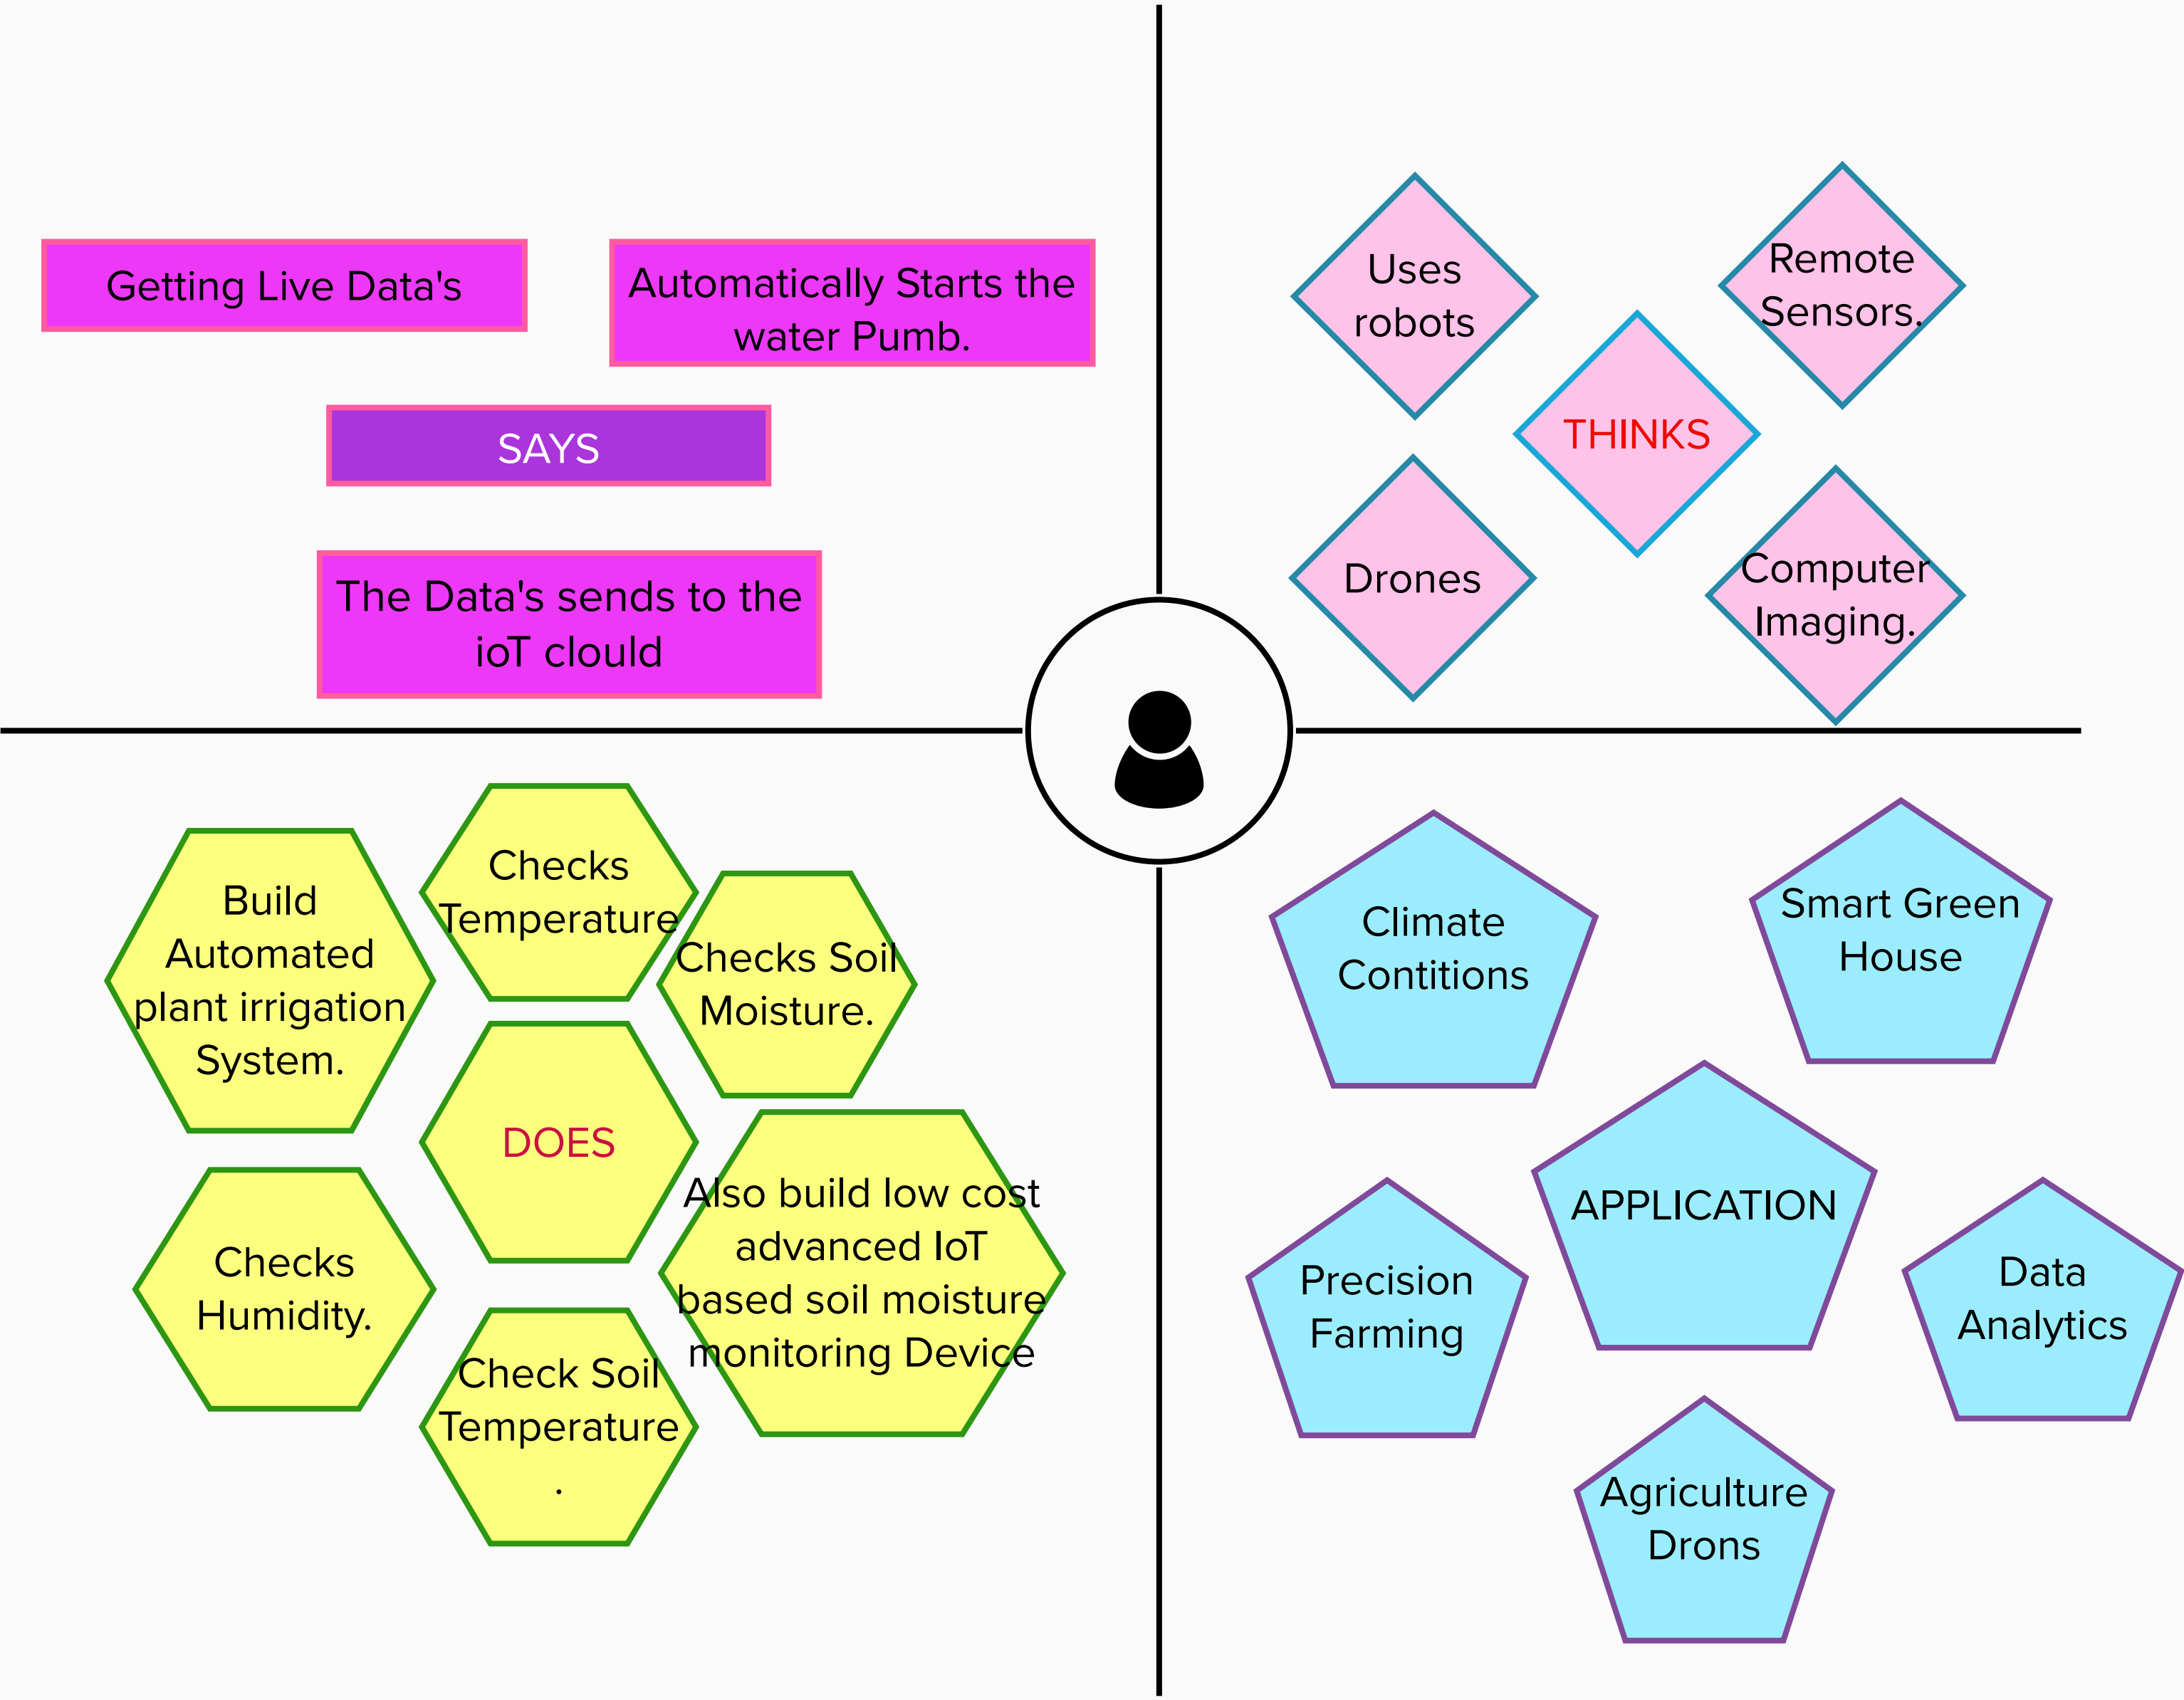 Getting Live Data's
Automatically Starts the
water Pumb.
SAYS
The Data's sends to the
ioT clould
Uses
robots
Remote
Sensors.
THINKS
Drones
Computer
Imaging.
Build
Automated
plant irrigation
System.
Checks
Temperature
Checks Soil
Moisture.
DOES
Also build low cost
advanced IoT
based soil moisture
monitoring Device
Checks
Humidity.
Check Soil
Temperature
.
Climate
Contitions
Smart Green
House
APPLICATION
Precision
Farming
Data
Analytics
Agriculture
Drons